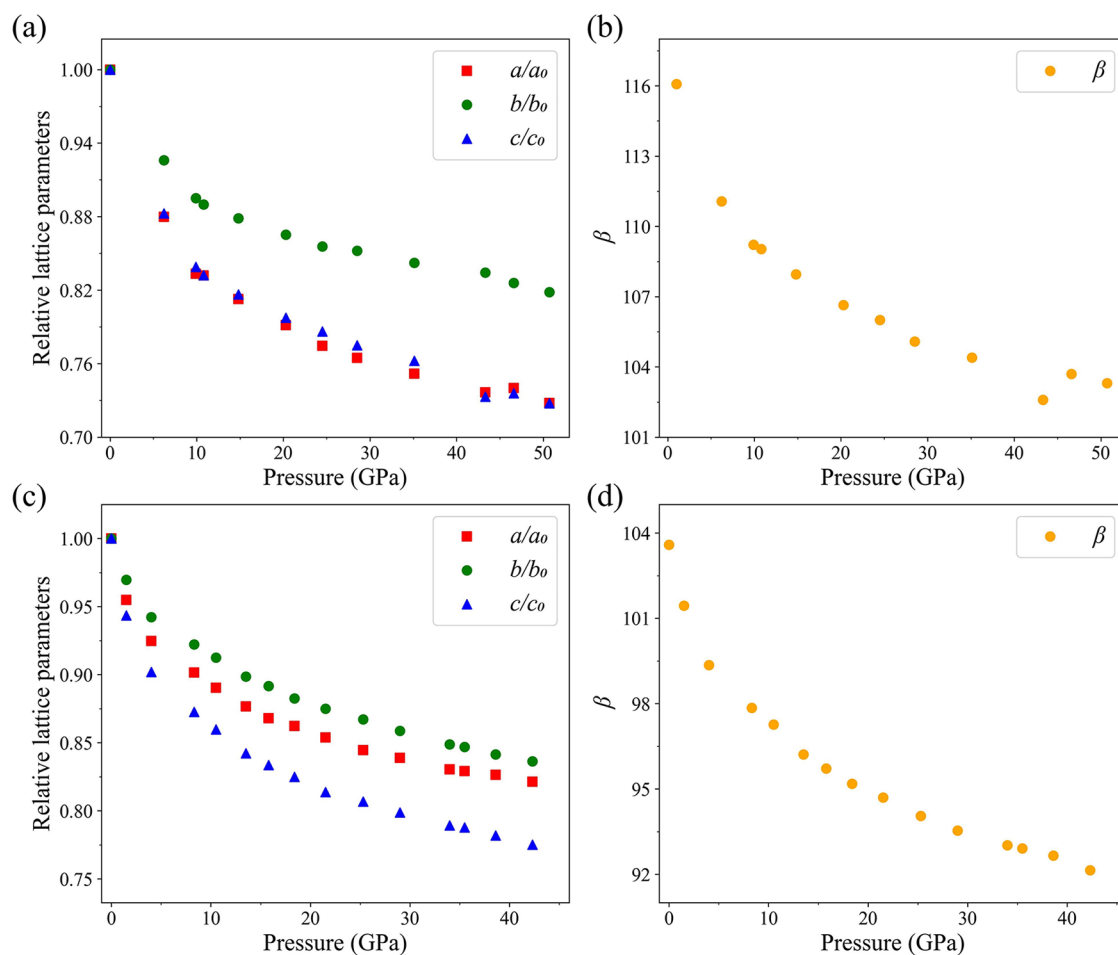 (a)
1.00
0.94
0.88
0.82
0.76
0.70
Relative lattice parameters
a/a₀
b/b₀
c/c₀
0 10 20 30 40 50
Pressure (GPa)
(b)
116
113
110
107
104
101
β
β
0 10 20 30 40 50
Pressure (GPa)
(c)
1.00
0.95
0.90
0.85
0.80
0.75
Relative lattice parameters
a/a₀
b/b₀
c/c₀
0 10 20 30 40
Pressure (GPa)
(d)
104
101
98
95
92
β
β
0 10 20 30 40
Pressure (GPa)